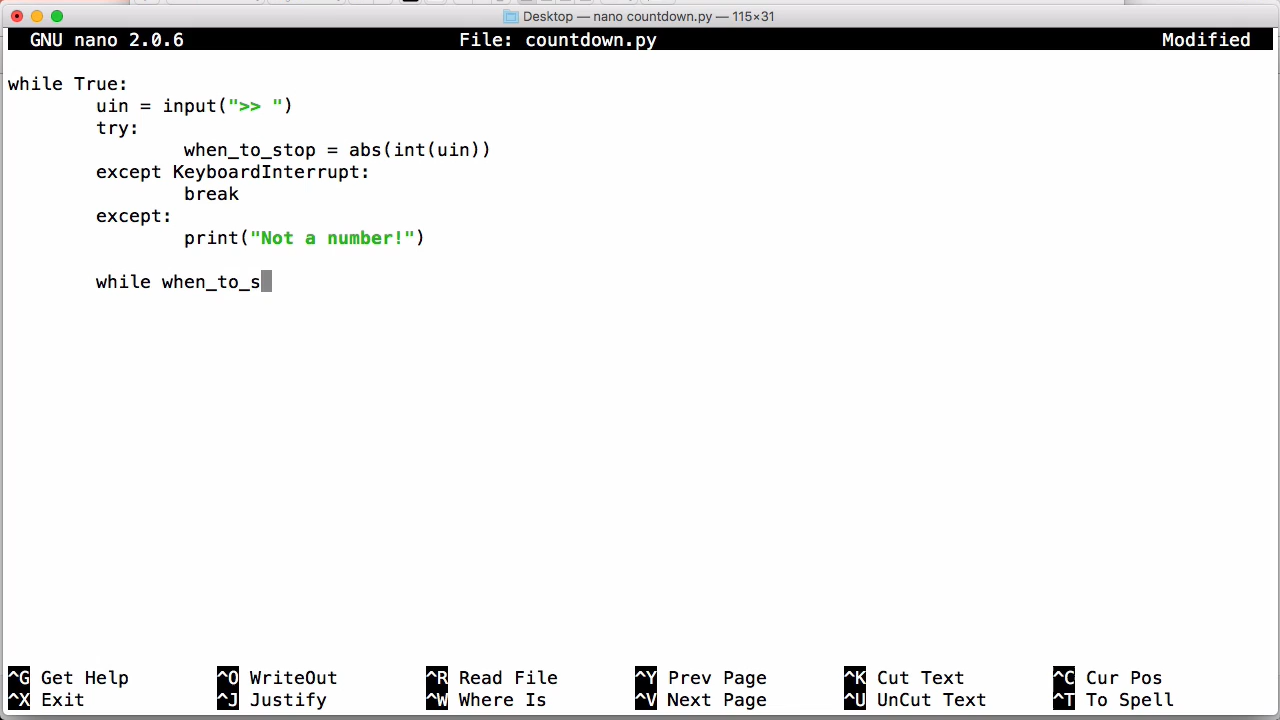 Desktop — nano countdown.py — 115×31
GNU nano 2.0.6 File: countdown.py Modified
while True:
uin = input(">> ")
try:
when_to_stop = abs(int(uin))
except KeyboardInterrupt:
break
except:
print("Not a number!")
while when_to_s
^G Get Help ^O WriteOut ^R Read File ^Y Prev Page ^K Cut Text ^C Cur Pos
^X Exit ^J Justify ^W Where Is ^V Next Page ^U UnCut Text ^T To Spell